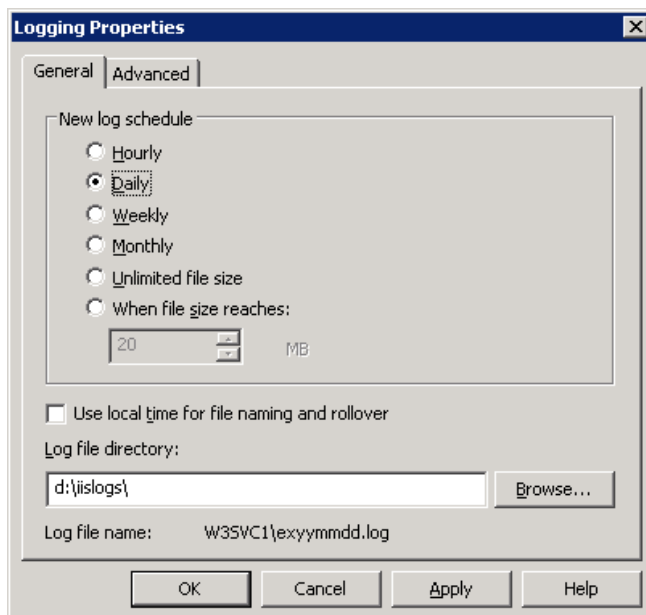 Logging Properties
General Advanced
New log schedule
Hourly
Daily
Weekly
Monthly
Unlimited file size
When file size reaches:
20 MB
Use local time for file naming and rollover
Log file directory:
d:\iislogs\ Browse...
Log file name: W3SVC1\exyymmdd.log
OK Cancel Apply Help